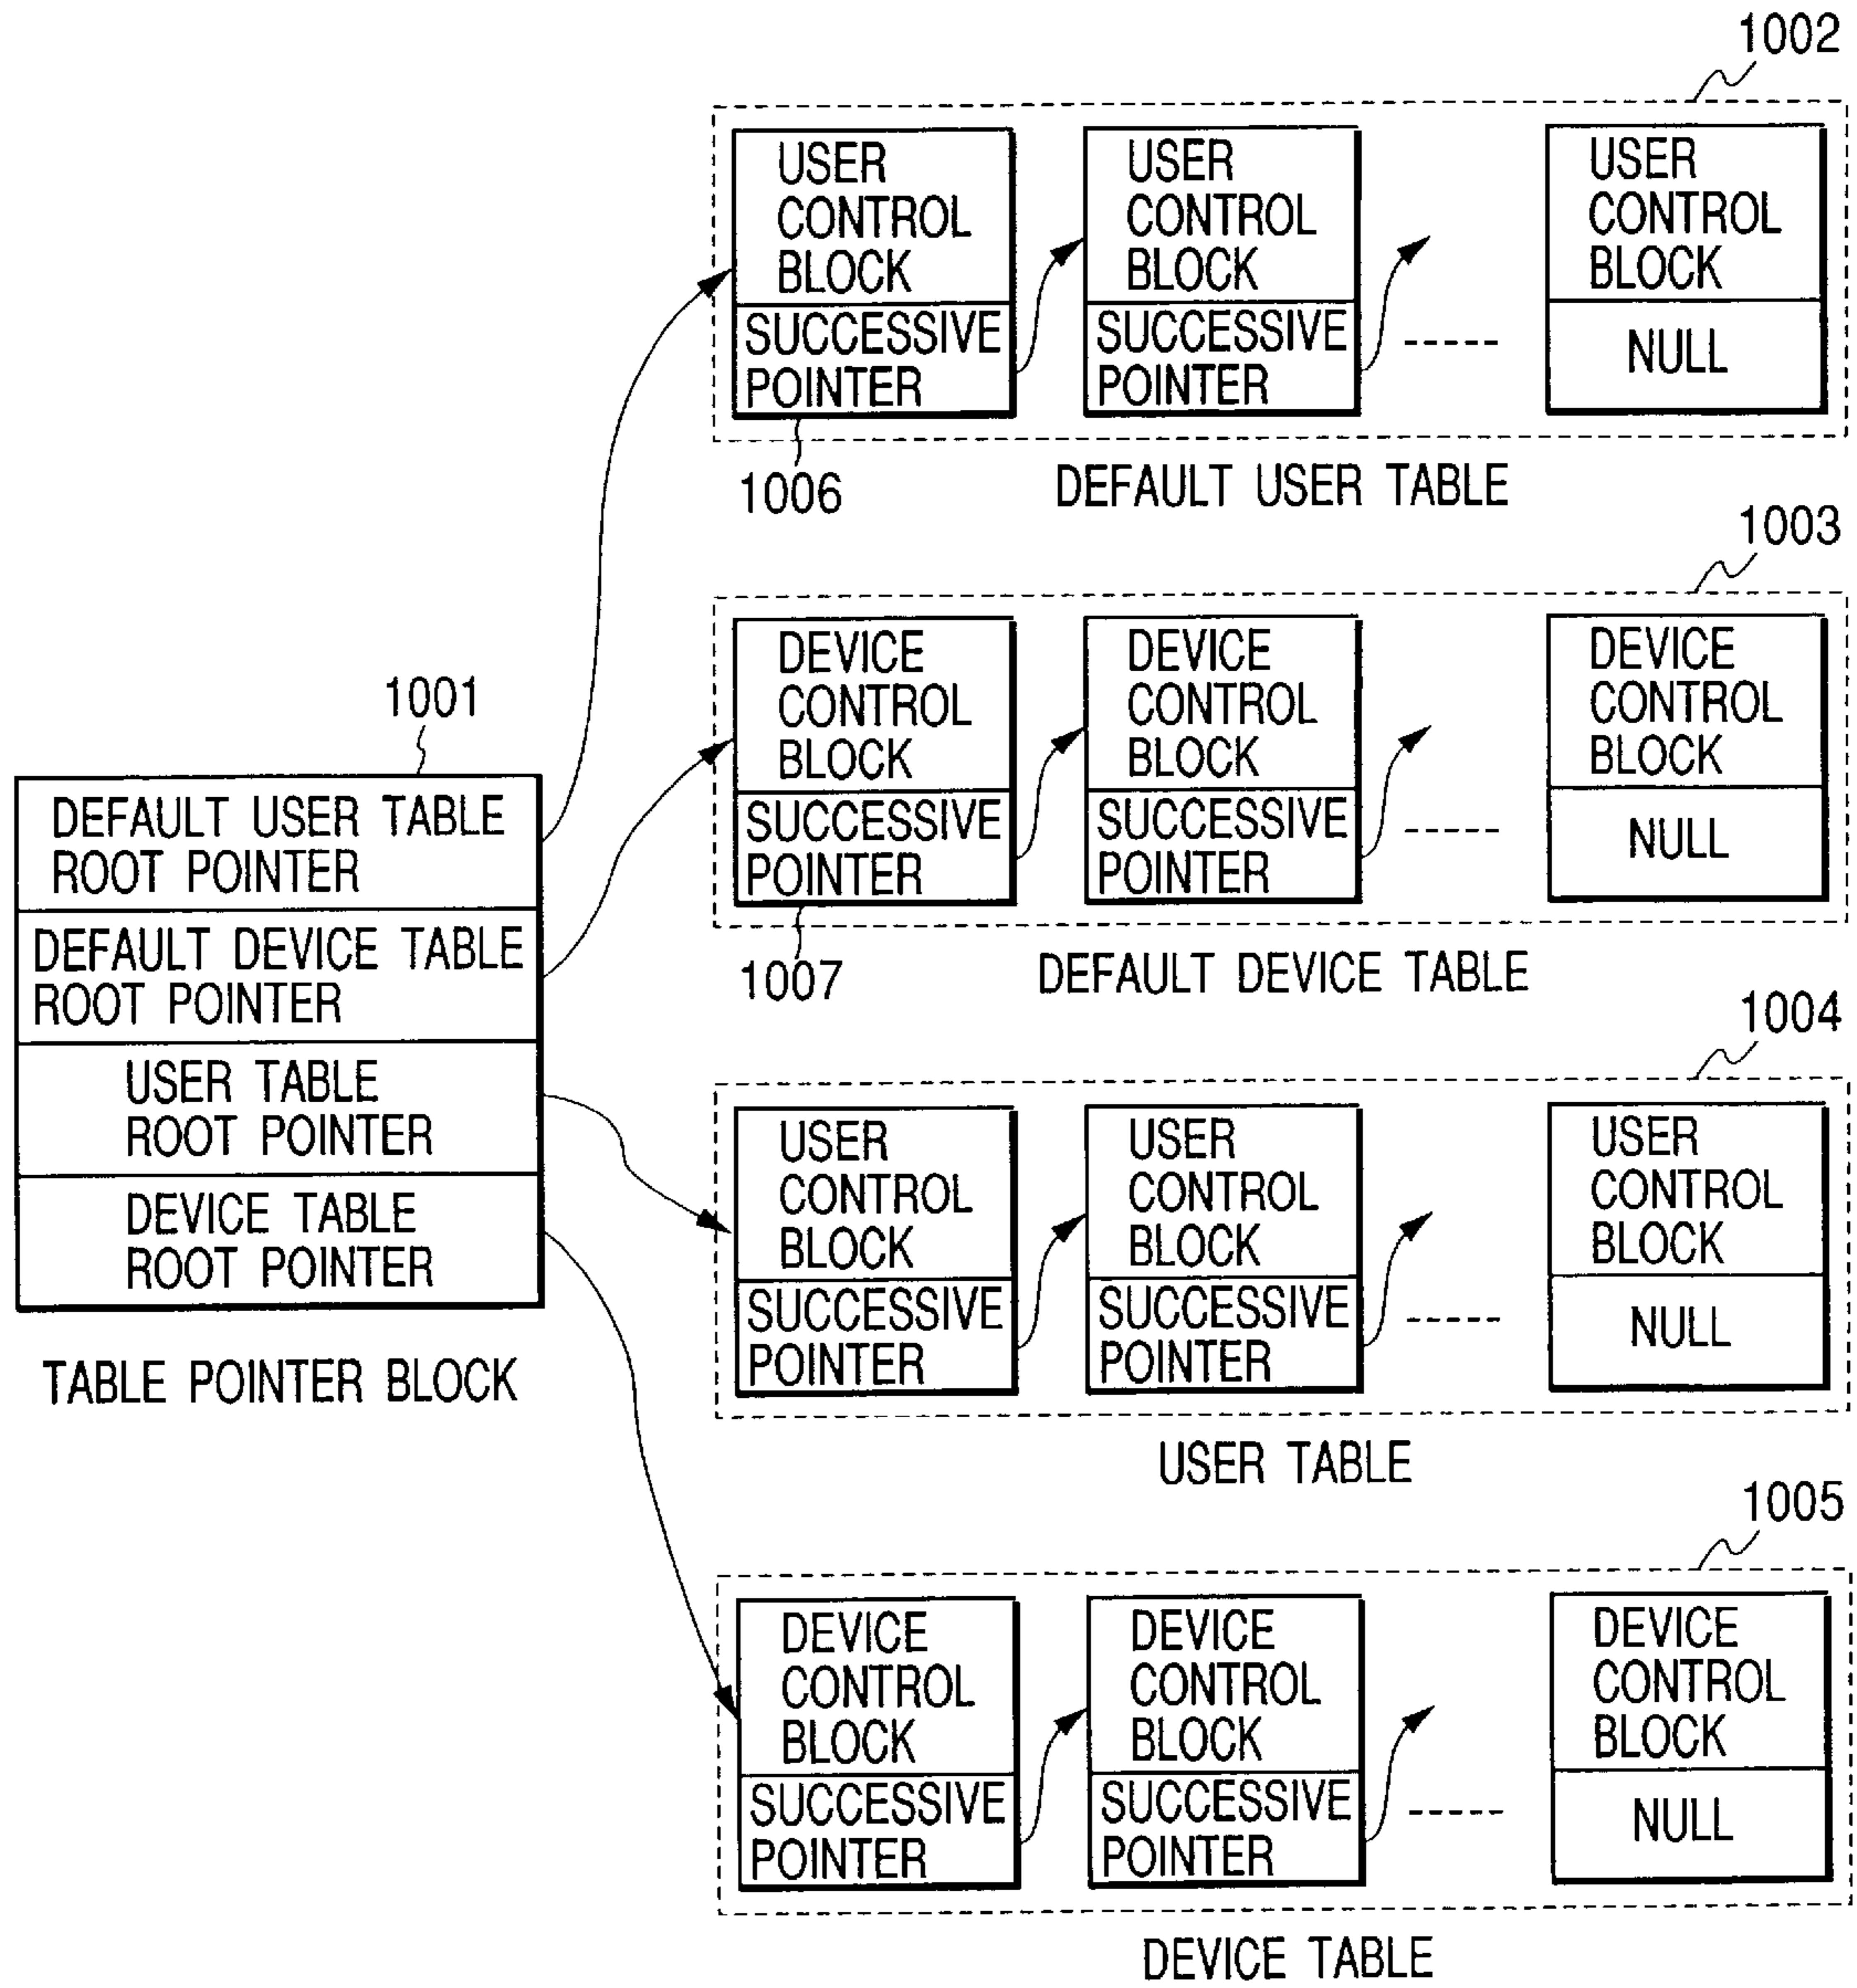 1002
USER
CONTROL
BLOCK
SUCCESSIVE
POINTER
USER
CONTROL
BLOCK
SUCCESSIVE
POINTER
-----
USER
CONTROL
BLOCK
NULL
1006
DEFAULT USER TABLE
1003
DEVICE
CONTROL
BLOCK
SUCCESSIVE
POINTER
DEVICE
CONTROL
BLOCK
SUCCESSIVE
POINTER
-----
DEVICE
CONTROL
BLOCK
NULL
1007
DEFAULT DEVICE TABLE
1001
DEFAULT USER TABLE
ROOT POINTER
DEFAULT DEVICE TABLE
ROOT POINTER
USER TABLE
ROOT POINTER
DEVICE TABLE
ROOT POINTER
TABLE POINTER BLOCK
1004
USER
CONTROL
BLOCK
SUCCESSIVE
POINTER
USER
CONTROL
BLOCK
SUCCESSIVE
POINTER
-----
USER
CONTROL
BLOCK
NULL
USER TABLE
1005
DEVICE
CONTROL
BLOCK
SUCCESSIVE
POINTER
DEVICE
CONTROL
BLOCK
SUCCESSIVE
POINTER
-----
DEVICE
CONTROL
BLOCK
NULL
DEVICE TABLE